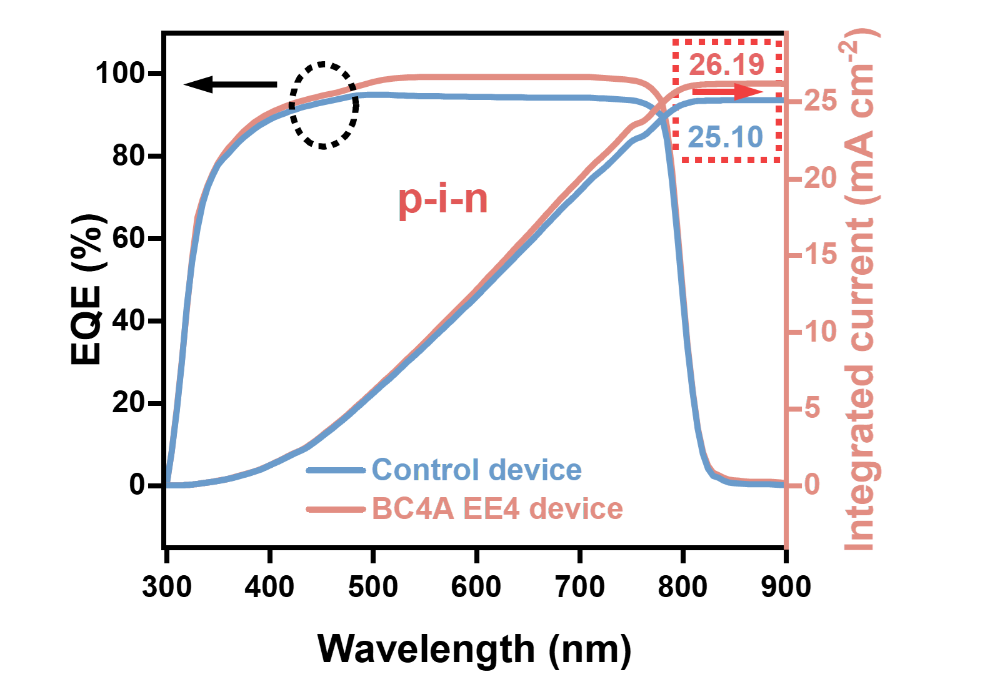 100
80
60
40
20
0
EQE (%)
26.19
25.10
25
20
15
10
5
0
Integrated current (mA cm-2)
p-i-n
Control device
BC4A EE4 device
300 400 500 600 700 800 900
Wavelength (nm)